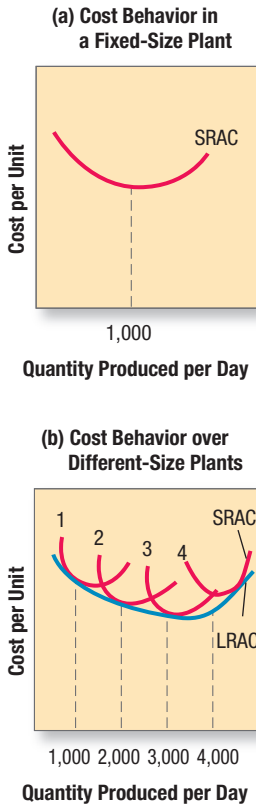 (a) Cost Behavior in
a Fixed-Size Plant
SRAC
Cost per Unit
1,000
Quantity Produced per Day
(b) Cost Behavior over
Different-Size Plants
1
2
3
4
SRAC
LRAC
Cost per Unit
1,000 2,000 3,000 4,000
Quantity Produced per Day